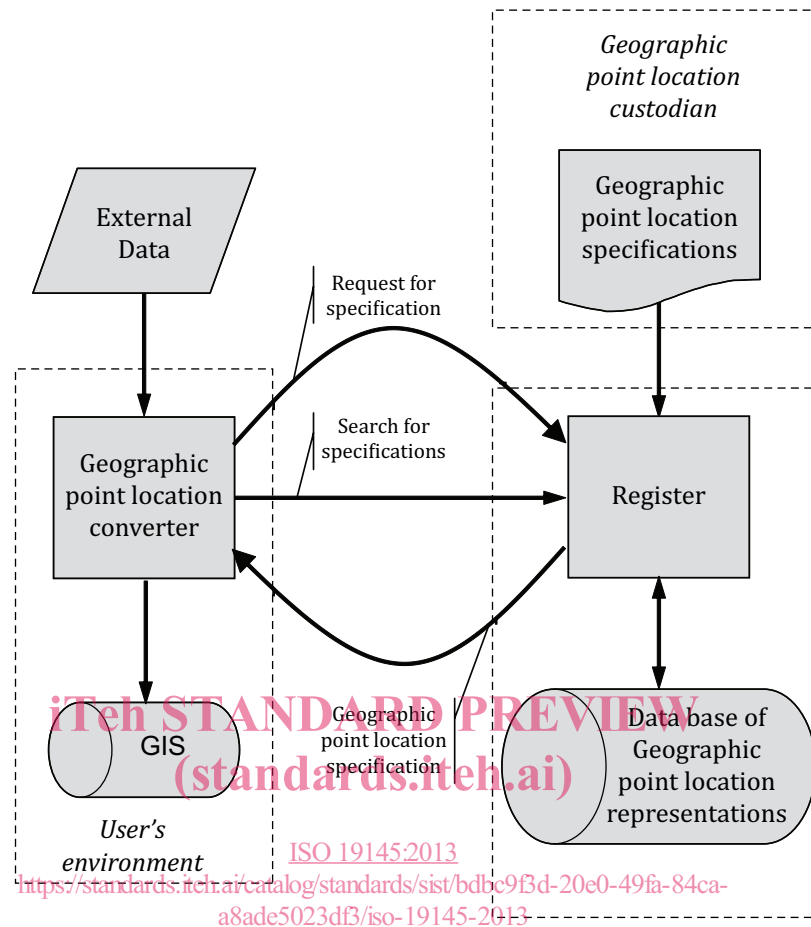 Geographic
point location
custodian
External
Data
Geographic
point location
specifications
Request for
specification
Search for
specifications
Geographic
point location
converter
Register
iTeh STANDARD PREVIEW
(standards.iteh.ai)
GIS
Geographic
point location
specification
Data base of
Geographic
point location
representations
User's
environment
ISO 19145:2013
https://standards.iteh.ai/catalog/standards/sist/bdbc9f3d-20e0-49fa-84ca-
a8ade5023df3/iso-19145-2013